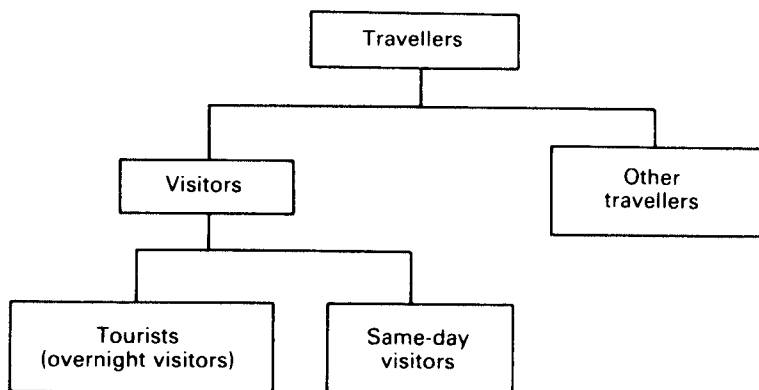 Travellers
Visitors
Other
travellers
Tourists
(overnight visitors)
Same-day
visitors